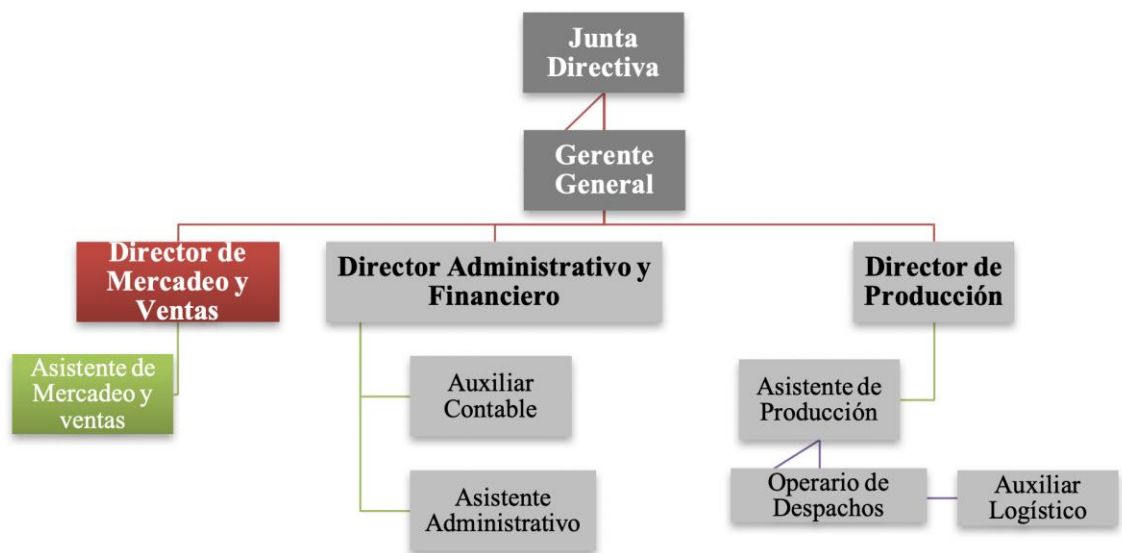 Junta
Directiva
Gerente
General
Director de
Mercadeo y
Ventas
Director Administrativo y
Financiero
Director de
Producción
Asistente de
Mercadeo y
ventas
Auxiliar
Contable
Asistente de
Producción
Asistente
Administrativo
Operario de
Despachos
Auxiliar
Logístico